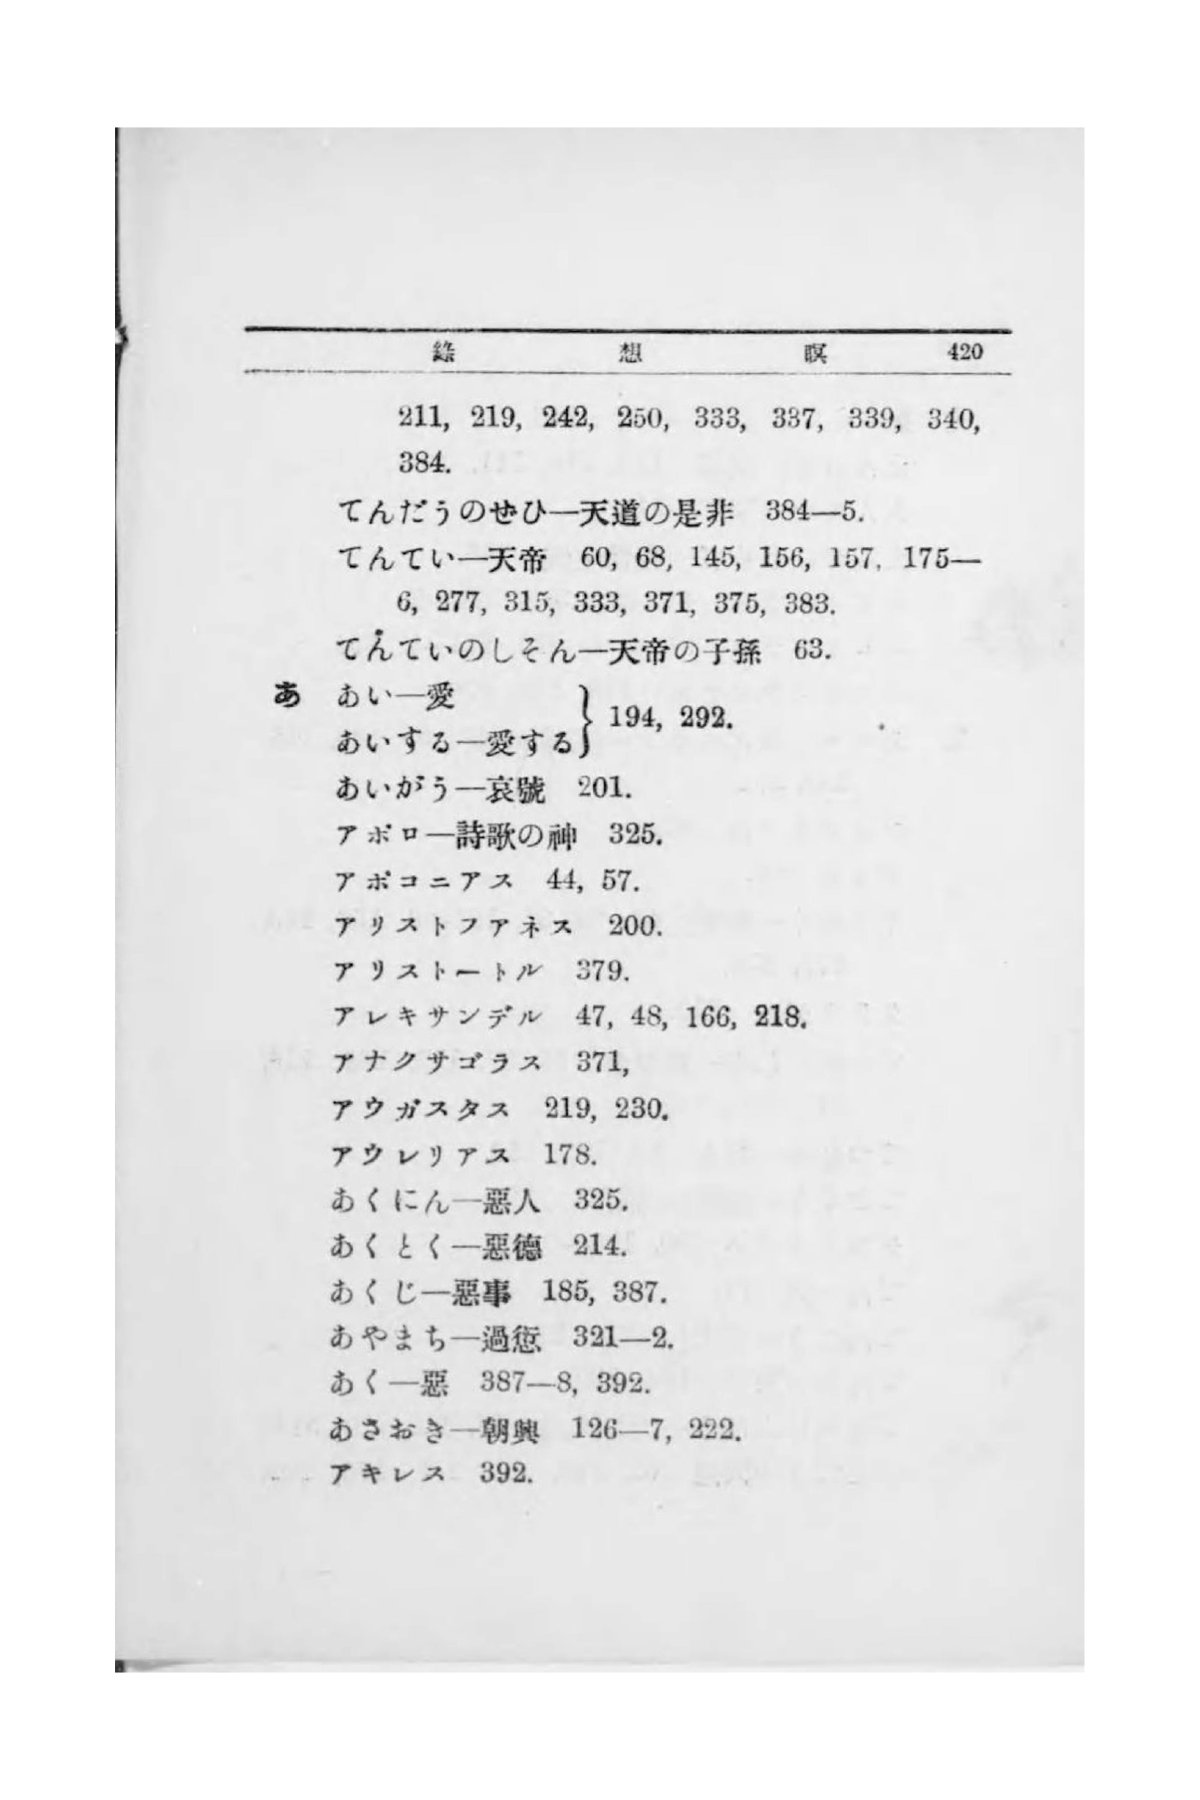 錄 想 瞑 420
211, 219, 242, 250, 333, 337, 339, 340,
384.
てんだうのせひ—天道の是非 384—5.
てんてい—天帝 60, 68, 145, 156, 157, 175—
6, 277, 315, 333, 371, 375, 383.
てんていのしそん—天帝の子孫 63.
あ あい—愛
あいする—愛する } 194, 292.
あいがう—哀號 201.
アポロ—詩歌の神 325.
アポコニアス 44, 57.
アリストファネス 200.
アリストートル 379.
アレキサンデル 47, 48, 166, 218.
アナクサゴラス 371,
アウガスタス 219, 230.
アウレリアス 178.
あくにん—惡人 325.
あくとく—惡德 214.
あくじ—惡事 185, 387.
あやまち—過愆 321—2.
あく—惡 387—8, 392.
あさおき—朝興 126—7, 222.
アキレス 392.